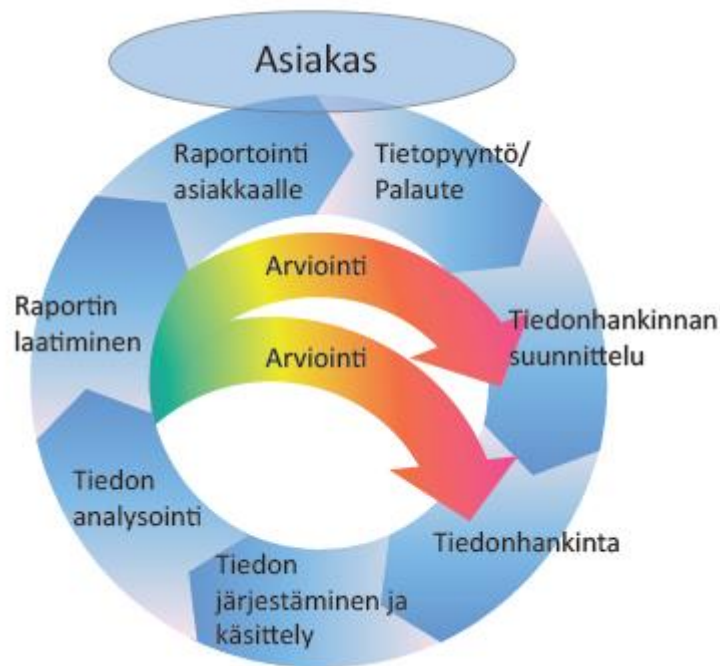 Asiakas
Raportointi
asiakkaalle
Tietopyyntö/
Palaute
Arviointi
Tiedonhankinnan
suunnittelu
Arviointi
Raportin
laatiminen
Tiedon
analysointi
Tiedonhankinta
Tiedon
järjestäminen ja
käsittely